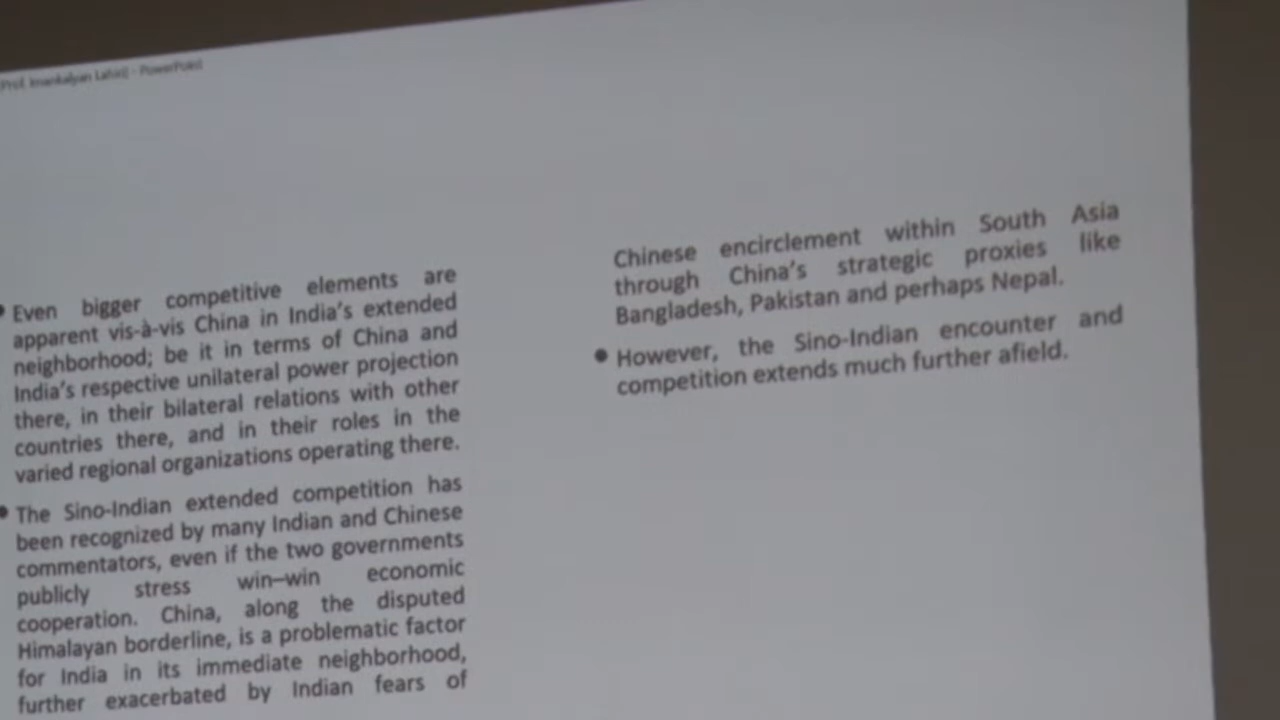 [Prof. Imankalyan Lahiri] - PowerPoint
● Even bigger competitive elements are
apparent vis-à-vis China in India's extended
neighborhood; be it in terms of China and
India's respective unilateral power projection
there, in their bilateral relations with other
countries there, and in their roles in the
varied regional organizations operating there.
● The Sino-Indian extended competition has
been recognized by many Indian and Chinese
commentators, even if the two governments
publicly stress win–win economic
cooperation. China, along the disputed
Himalayan borderline, is a problematic factor
for India in its immediate neighborhood,
further exacerbated by Indian fears of
Chinese encirclement within South Asia
through China's strategic proxies like
Bangladesh, Pakistan and perhaps Nepal.
● However, the Sino-Indian encounter and
competition extends much further afield.